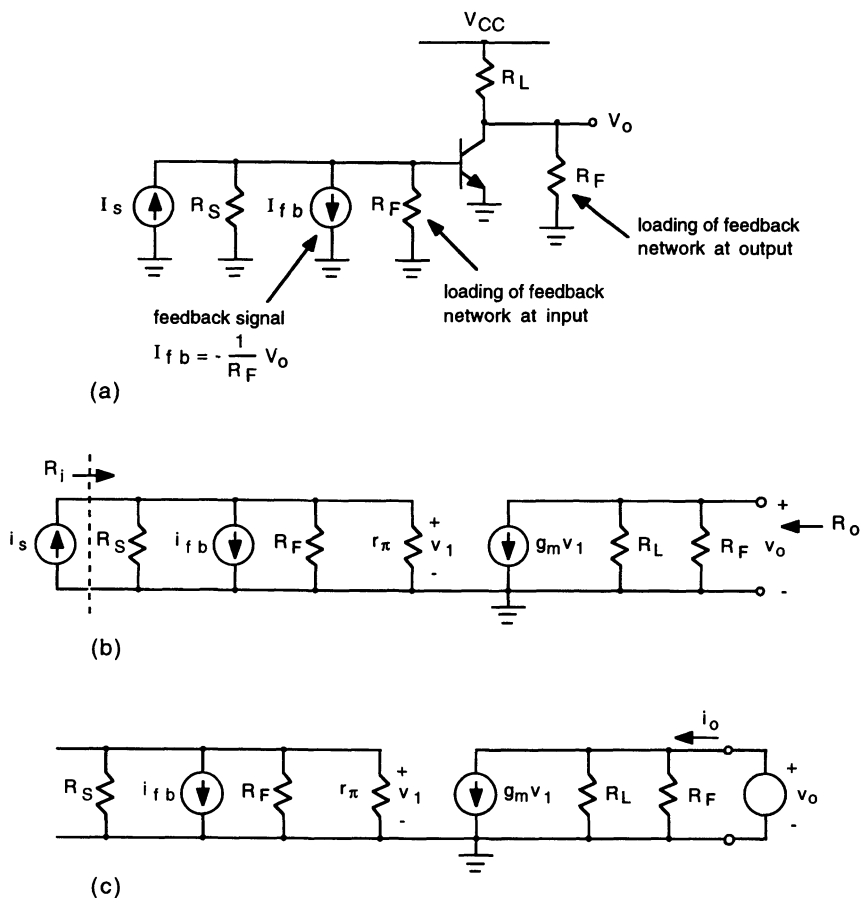 V_CC
R_L
V_o
I_s
R_S
I_fb
R_F
R_F
loading of feedback
network at output
loading of feedback
network at input
feedback signal
I_fb = - 1/R_F V_o
(a)
R_i
i_s
R_S
i_fb
R_F
r_π
+
v_1
-
g_m v_1
R_L
R_F
+
v_o
-
R_o
(b)
i_o
R_S
i_fb
R_F
r_π
+
v_1
-
g_m v_1
R_L
R_F
+
v_o
-
(c)